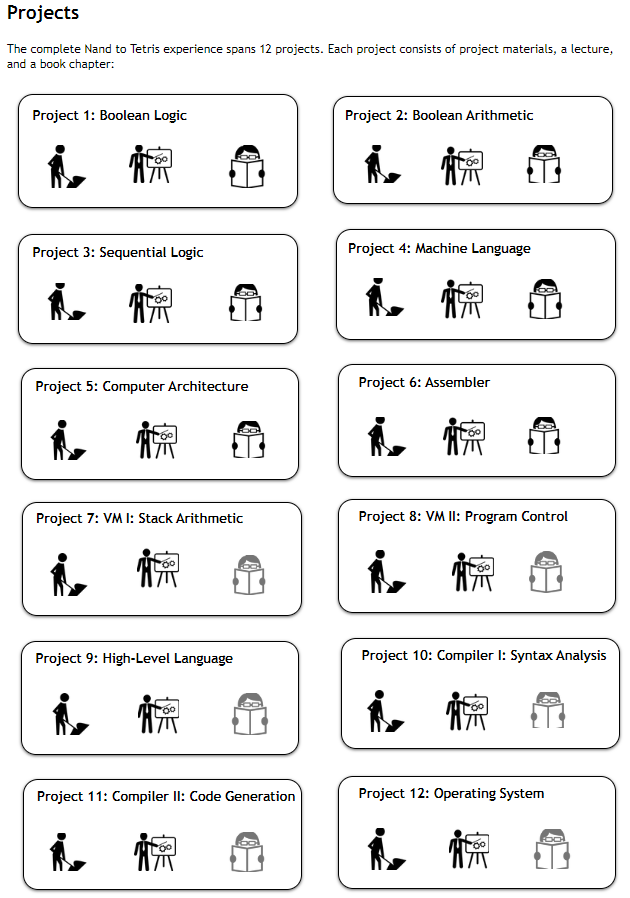 Projects
The complete Nand to Tetris experience spans 12 projects. Each project consists of project materials, a lecture,
and a book chapter:
Project 1: Boolean Logic
Project 2: Boolean Arithmetic
Project 3: Sequential Logic
Project 4: Machine Language
Project 5: Computer Architecture
Project 6: Assembler
Project 7: VM I: Stack Arithmetic
Project 8: VM II: Program Control
Project 9: High-Level Language
Project 10: Compiler I: Syntax Analysis
Project 11: Compiler II: Code Generation
Project 12: Operating System